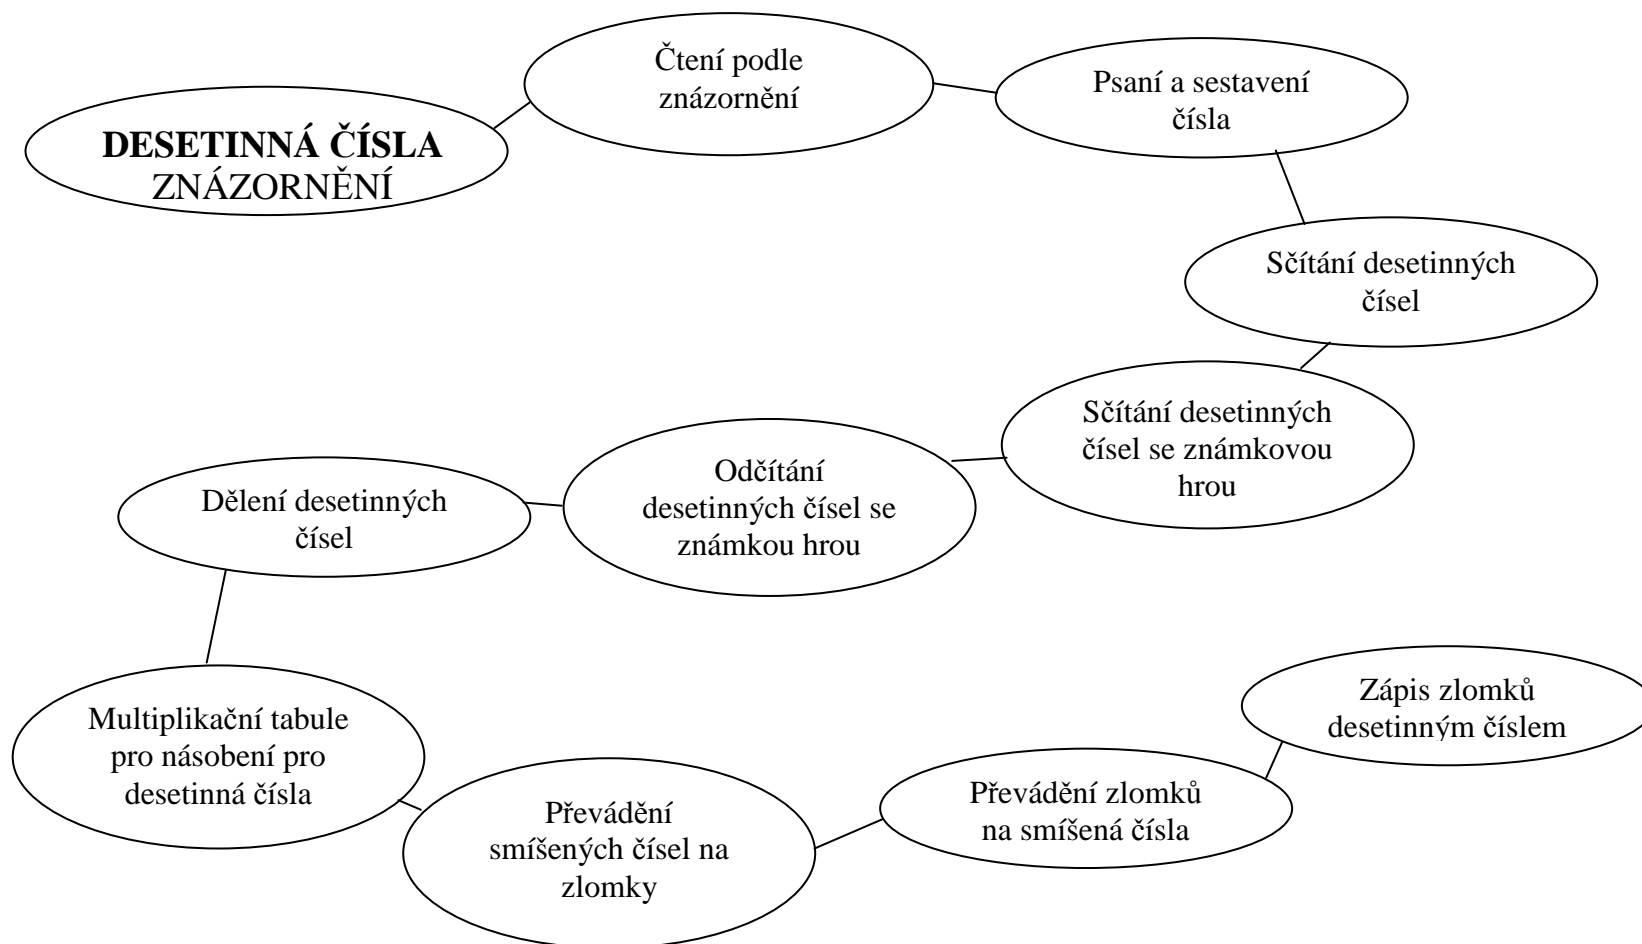 DESETINNÁ ČÍSLA
ZNÁZORNĚNÍ
Čtení podle
znázornění
Psaní a sestavení
čísla
Sčítání desetinných
čísel
Sčítání desetinných
čísel se známkovou
hrou
Odčítání
desetinných čísel se
známkou hrou
Dělení desetinných
čísel
Multiplikační tabule
pro násobení pro
desetinná čísla
Převádění
smíšených čísel na
zlomky
Převádění zlomků
na smíšená čísla
Zápis zlomků
desetinným číslem